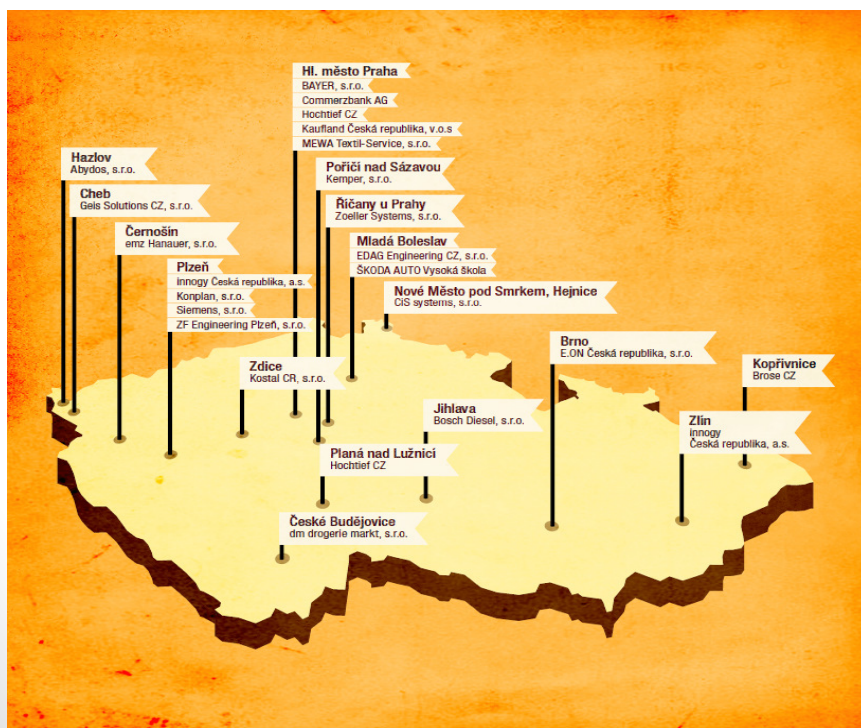 Hl. město Praha
BAYER, s.r.o.
Commerzbank AG
Hochtief CZ
Kaufland Česká republika, v.o.s
MEWA Textil-Service, s.r.o.
Hazlov
Abydos, s.r.o.
Poříčí nad Sázavou
Kemper, s.r.o.
Cheb
Geis Solutions CZ, s.r.o.
Říčany u Prahy
Zoeller Systems, s.r.o.
Černošín
emz Hanauer, s.r.o.
Mladá Boleslav
EDAG Engineering CZ, s.r.o.
ŠKODA AUTO Vysoká škola
Plzeň
innogy Česká republika, a.s.
Konplan, s.r.o.
Siemens, s.r.o.
ZF Engineering Plzeň, s.r.o.
Nové Město pod Smrkem, Hejnice
CiS systems, s.r.o.
Brno
E.ON Česká republika, s.r.o.
Zdice
Kostal CR, s.r.o.
Kopřivnice
Brose CZ
Jihlava
Bosch Diesel, s.r.o.
Zlín
innogy
Česká republika, a.s.
Planá nad Lužnicí
Hochtief CZ
České Budějovice
dm drogerie markt, s.r.o.